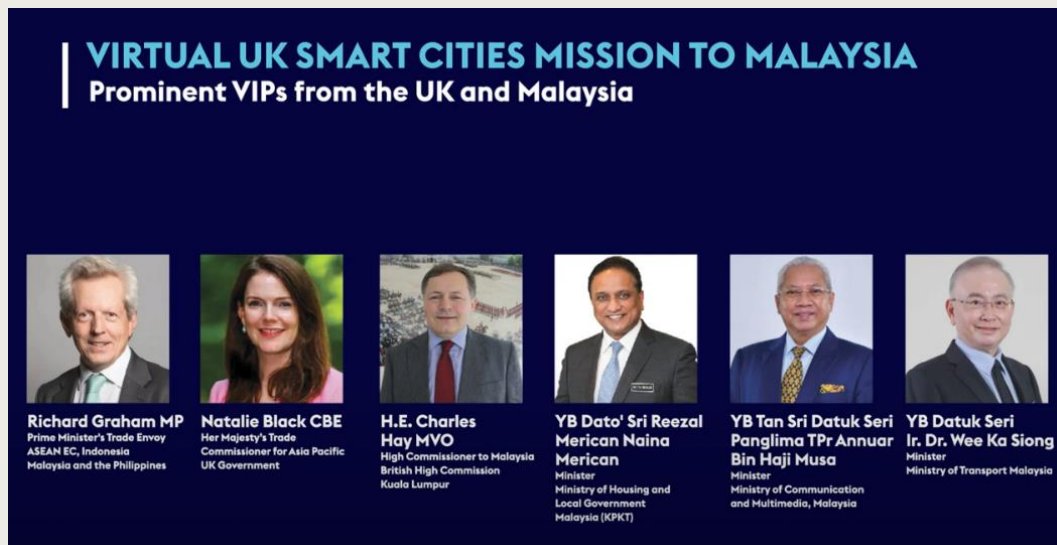 VIRTUAL UK SMART CITIES MISSION TO MALAYSIA
Prominent VIPs from the UK and Malaysia
Richard Graham MP
Prime Minister's Trade Envoy
ASEAN EC, Indonesia
Malaysia and the Philippines
Natalie Black CBE
Her Majesty's Trade
Commissioner for Asia Pacific
UK Government
H.E. Charles
Hay MVO
High Commissioner to Malaysia
British High Commission
Kuala Lumpur
YB Dato' Sri Reezal
Merican Naina
Merican
Minister
Ministry of Housing and
Local Government
Malaysia (KPKT)
YB Tan Sri Datuk Seri
Panglima TPr Annuar
Bin Haji Musa
Minister
Ministry of Communication
and Multimedia, Malaysia
YB Datuk Seri
Ir. Dr. Wee Ka Siong
Minister
Ministry of Transport Malaysia